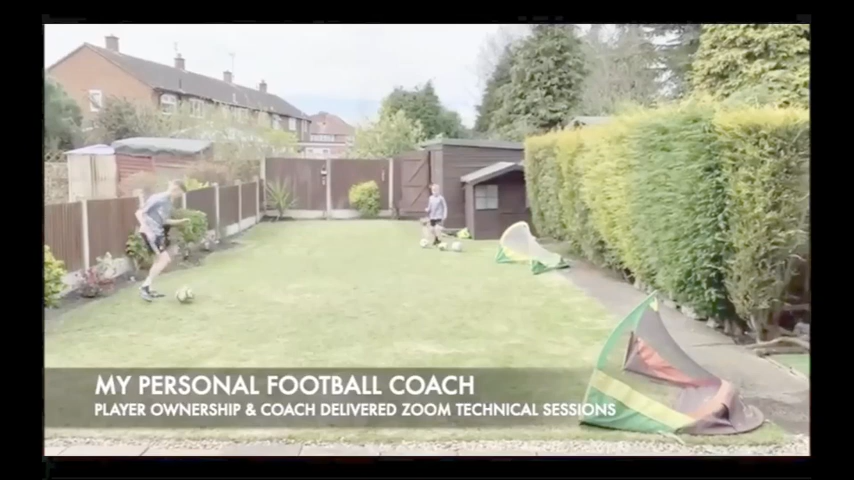 MY PERSONAL FOOTBALL COACH
PLAYER OWNERSHIP & COACH DELIVERED ZOOM TECHNICAL SESSIONS